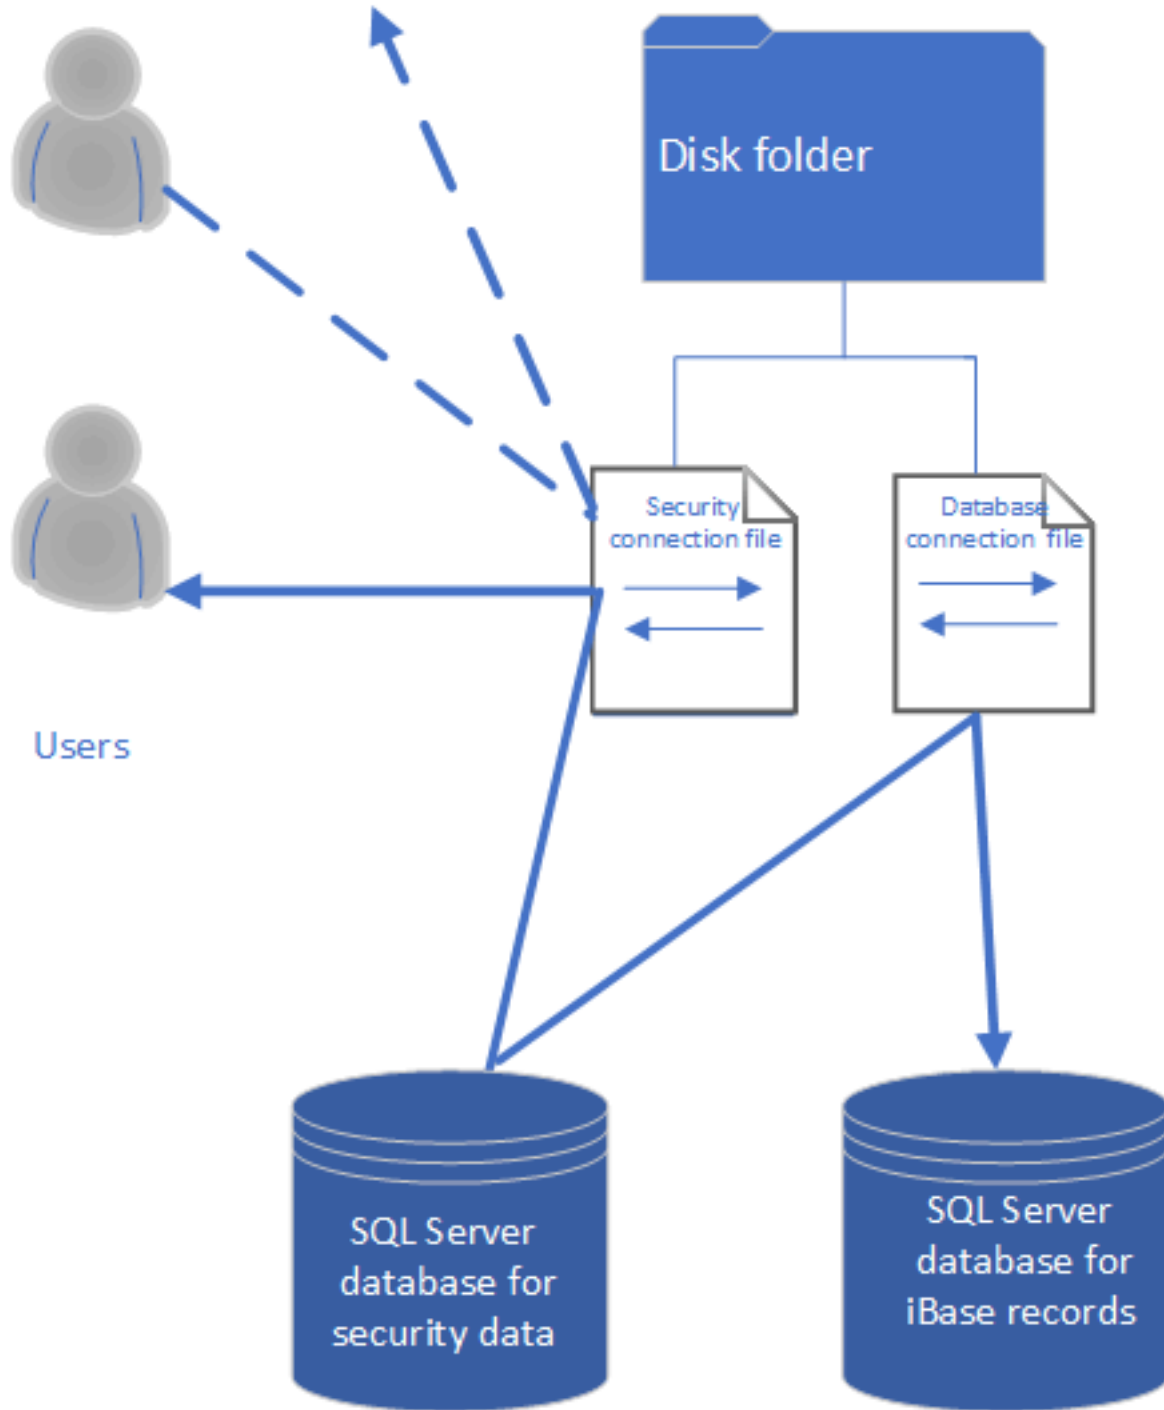 Disk folder
Security
connection file
Database
connection file
Users
SQL Server
database for
security data
SQL Server
database for
iBase records